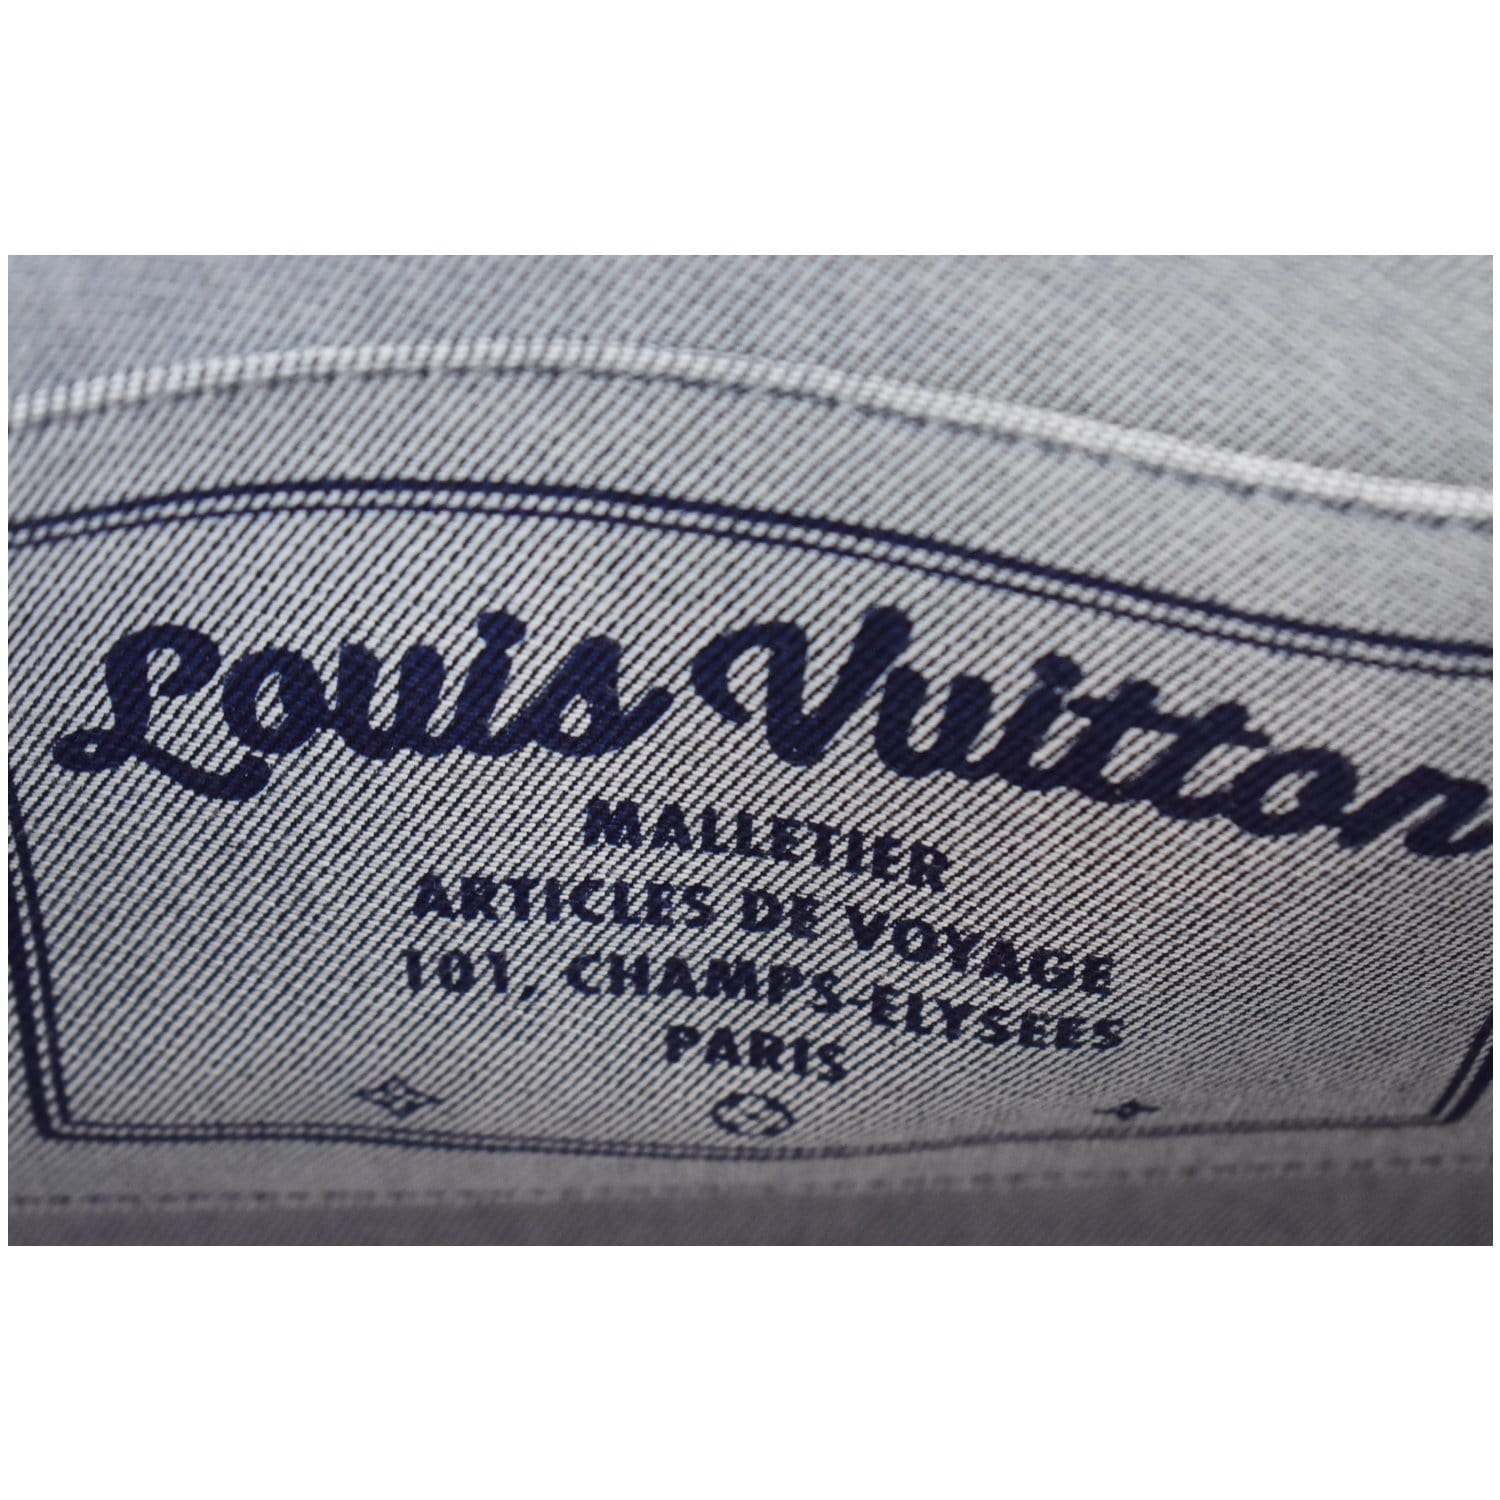 Louis Vuitton
MALLETIER
ARTICLES DE VOYAGE
101, CHAMPS-ELYSEES
PARIS